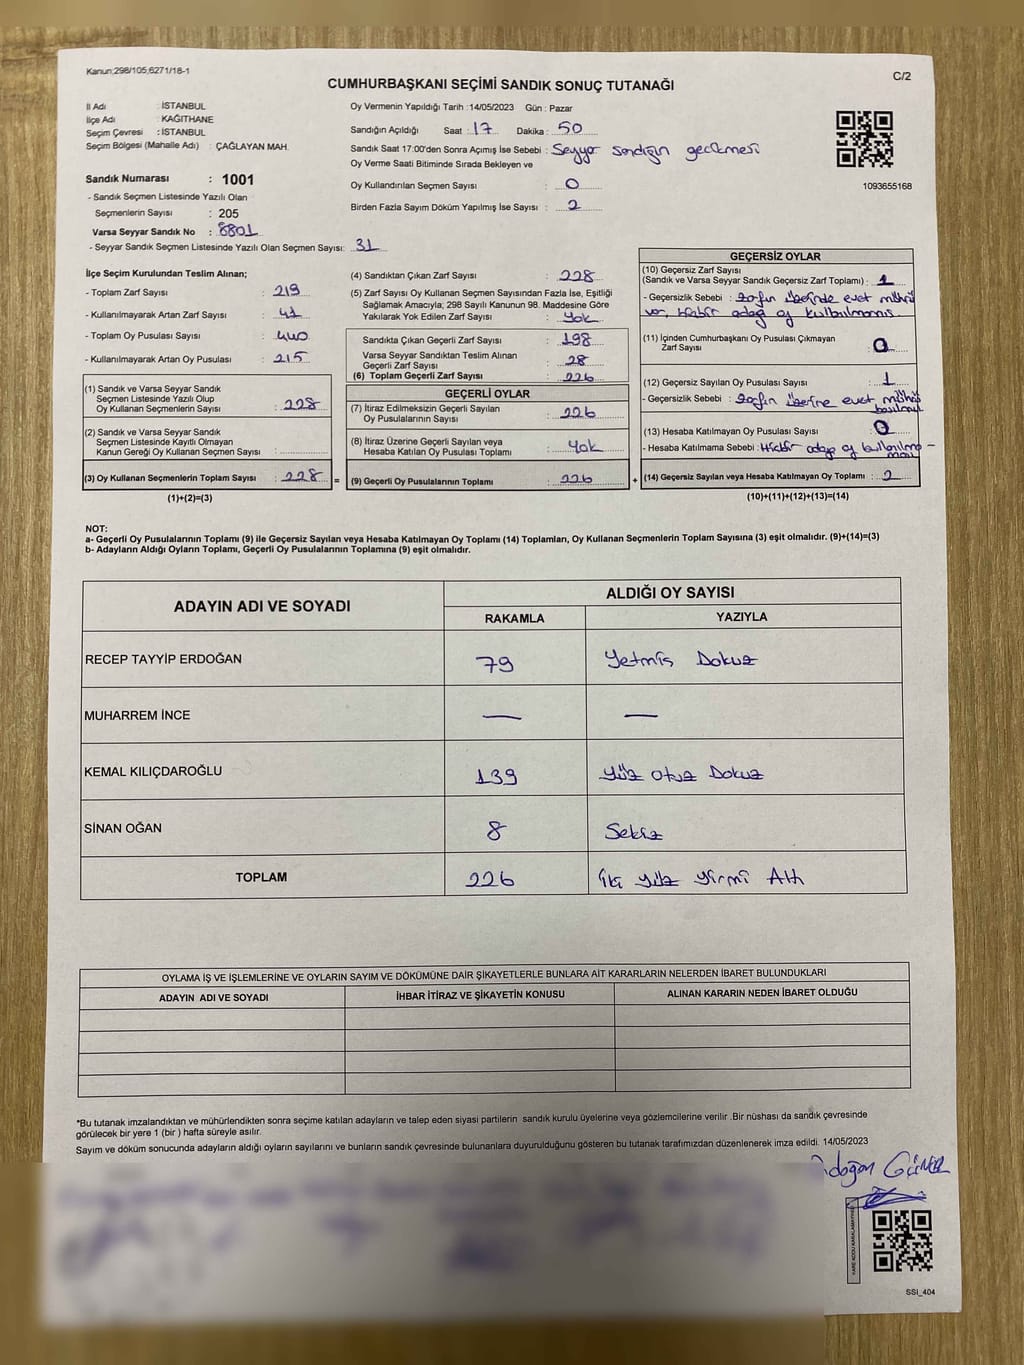 Kanun;298/105,6271/18-1
CUMHURBAŞKANI SEÇİMİ SANDIK SONUÇ TUTANAĞI
C/2
İl Adı : İSTANBUL
İlçe Adı : KAĞITHANE
Seçim Çevresi : İSTANBUL
Seçim Bölgesi (Mahalle Adı) : ÇAĞLAYAN MAH.
Sandık Numarası : 1001
- Sandık Seçmen Listesinde Yazılı Olan
Seçmenlerin Sayısı : 205
Varsa Seyyar Sandık No : 8801
- Seyyar Sandık Seçmen Listesinde Yazılı Olan Seçmen Sayısı: 31
Oy Vermenin Yapıldığı Tarih :14/05/2023 Gün : Pazar
Sandığın Açıldığı Saat : 17 Dakika : 50
Sandık Saat 17:00'den Sonra Açımış İse Sebebi : Seyyar sandığın gecikmesi
Oy Verme Saati Bitiminde Sırada Bekleyen ve
Oy Kullandırılan Seçmen Sayısı : 0
Birden Fazla Sayım Döküm Yapılmış İse Sayısı : 2
1093655168
İlçe Seçim Kurulundan Teslim Alınan;
- Toplam Zarf Sayısı : 219
- Kullanılmayarak Artan Zarf Sayısı : 41
- Toplam Oy Pusulası Sayısı : 440
- Kullanılmayarak Artan Oy Pusulası : 215
(1) Sandık ve Varsa Seyyar Sandık
Seçmen Listesinde Yazılı Olup
Oy Kullanan Seçmenlerin Sayısı : 228
(2) Sandık ve Varsa Seyyar Sandık
Seçmen Listesinde Kayıtlı Olmayan
Kanun Gereği Oy Kullanan Seçmen Sayısı :
(3) Oy Kullanan Seçmenlerin Toplam Sayısı : 228 =
(1)+(2)=(3)
(4) Sandıktan Çıkan Zarf Sayısı : 228
(5) Zarf Sayısı Oy Kullanan Seçmen Sayısından Fazla İse, Eşitliği
Sağlamak Amacıyla; 298 Sayılı Kanunun 98. Maddesine Göre
Yakılarak Yok Edilen Zarf Sayısı : Yok
Sandıkta Çıkan Geçerli Zarf Sayısı : 198
Varsa Seyyar Sandıktan Teslim Alınan
Geçerli Zarf Sayısı : 28
(6) Toplam Geçerli Zarf Sayısı : 226
GEÇERLİ OYLAR
(7) İtiraz Edilmeksizin Geçerli Sayılan
Oy Pusulalarının Sayısı : 226
(8) İtiraz Üzerine Geçerli Sayılan veya
Hesaba Katılan Oy Pusulası Toplamı : Yok
(9) Geçerli Oy Pusulalarının Toplamı : 226 +
GEÇERSİZ OYLAR
(10) Geçersiz Zarf Sayısı
(Sandık ve Varsa Seyyar Sandık Geçersiz Zarf Toplamı) : 1
- Geçersizlik Sebebi : Zarfın üzerinde evet mührü
var, Hiçbir adaya oy kullanılmamış.
(11) İçinden Cumhurbaşkanı Oy Pusulası Çıkmayan
Zarf Sayısı : 0
(12) Geçersiz Sayılan Oy Pusulası Sayısı : 1
- Geçersizlik Sebebi : Zarfın üzerine evet mührü
basılmış
(13) Hesaba Katılmayan Oy Pusulası Sayısı : 0
- Hesaba Katılmama Sebebi : Hiçbir adaya oy kullanılma-
mış
(14) Geçersiz Sayılan veya Hesaba Katılmayan Oy Toplamı : 2
(10)+(11)+(12)+(13)=(14)
NOT:
a- Geçerli Oy Pusulalarının Toplamı (9) ile Geçersiz Sayılan veya Hesaba Katılmayan Oy Toplamı (14) Toplamları, Oy Kullanan Seçmenlerin Toplam Sayısına (3) eşit olmalıdır. (9)+(14)=(3)
b- Adayların Aldığı Oyların Toplamı, Geçerli Oy Pusulalarının Toplamına (9) eşit olmalıdır.
ADAYIN ADI VE SOYADI
ALDIĞI OY SAYISI
RAKAMLA YAZIYLA
RECEP TAYYİP ERDOĞAN 79 Yetmiş Dokuz
MUHARREM İNCE — —
KEMAL KILIÇDAROĞLU 139 Yüz Otuz Dokuz
SİNAN OĞAN 8 Sekiz
TOPLAM 226 İki Yüz Yirmi Altı
OYLAMA İŞ VE İŞLEMLERİNE VE OYLARIN SAYIM VE DÖKÜMÜNE DAİR ŞİKAYETLERLE BUNLARA AİT KARARLARIN NELERDEN İBARET BULUNDUKLARI
ADAYIN ADI VE SOYADI İHBAR İTİRAZ VE ŞİKAYETİN KONUSU ALINAN KARARIN NEDEN İBARET OLDUĞU
*Bu tutanak imzalandıktan ve mühürlendikten sonra seçime katılan adayların ve talep eden siyasi partilerin sandık kurulu üyelerine veya gözlemcilerine verilir .Bir nüshası da sandık çevresinde
görülecek bir yere 1 (bir ) hafta süreyle asılır.
Sayım ve döküm sonucunda adayların aldığı oyların sayılarını ve bunların sandık çevresinde bulunanlara duyurulduğunu gösteren bu tutanak tarafımızdan düzenlenerek imza edildi. 14/05/2023
SSİ_404